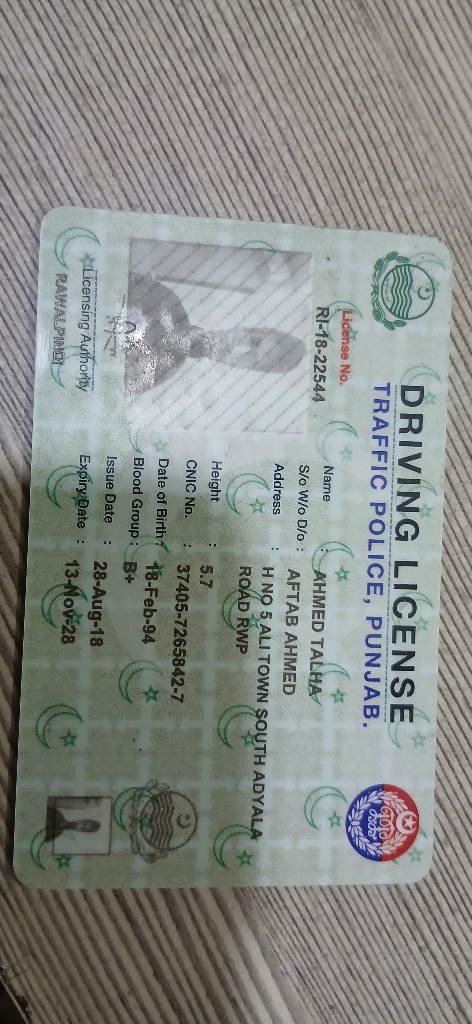 DRIVING LICENSE
TRAFFIC POLICE, PUNJAB.
License No.
RI-18-22544
Name : AHMED TALHA
S/o W/o D/o : AFTAB AHMED
Address : H NO 5 ALI TOWN SOUTH ADYALA
ROAD RWP
Height : 5.7
CNIC No. : 37405-7265842-7
Date of Birth : 18-Feb-94
Blood Group : B+
Issue Date : 28-Aug-18
Expiry Date : 13-Nov-28
Licensing Authority
RAWALPINDI